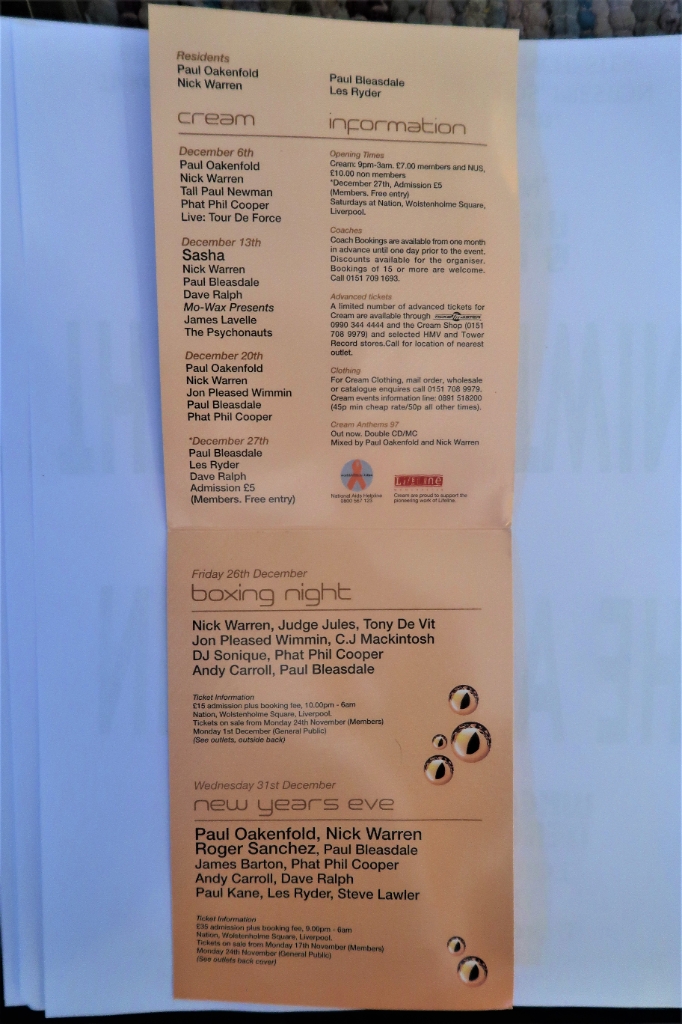 Residents
Paul Oakenfold
Nick Warren
Paul Bleasdale
Les Ryder
cream
December 6th
Paul Oakenfold
Nick Warren
Tall Paul Newman
Phat Phil Cooper
Live: Tour De Force
December 13th
Sasha
Nick Warren
Paul Bleasdale
Dave Ralph
Mo-Wax Presents
James Lavelle
The Psychonauts
December 20th
Paul Oakenfold
Nick Warren
Jon Pleased Wimmin
Paul Bleasdale
Phat Phil Cooper
*December 27th
Paul Bleasdale
Les Ryder
Dave Ralph
Admission £5
(Members. Free entry)
information
Opening Times
Cream: 9pm-3am. £7.00 members and NUS,
£10.00 non members
*December 27th, Admission £5
(Members. Free entry)
Saturdays at Nation, Wolstenholme Square,
Liverpool.
Coaches
Coach Bookings are available from one month
in advance until one day prior to the event.
Discounts available for the organiser.
Bookings of 15 or more are welcome.
Call 0151 709 1693.
Advanced tickets
A limited number of advanced tickets for
Cream are available through
0990 344 4444 and the Cream Shop (0151
708 9979) and selected HMV and Tower
Record stores.Call for location of nearest
outlet.
Clothing
For Cream Clothing, mail order, wholesale
or catalogue enquires call 0151 708 9979.
Cream events information line: 0891 518200
(45p min cheap rate/50p all other times).
Cream Anthems 97
Out now. Double CD/MC
Mixed by Paul Oakenfold and Nick Warren
National Aids Helpline
0800 567 123
Lifeline
Cream are proud to support the
pioneering work of Lifeline.
Friday 26th December
boxing night
Nick Warren, Judge Jules, Tony De Vit
Jon Pleased Wimmin, C.J Mackintosh
DJ Sonique, Phat Phil Cooper
Andy Carroll, Paul Bleasdale
Ticket Information
£15 admission plus booking fee, 10.00pm - 6am
Nation, Wolstenholme Square, Liverpool.
Tickets on sale from Monday 24th November (Members)
Monday 1st December (General Public)
(See outlets, outside back)
Wednesday 31st December
new years eve
Paul Oakenfold, Nick Warren
Roger Sanchez, Paul Bleasdale
James Barton, Phat Phil Cooper
Andy Carroll, Dave Ralph
Paul Kane, Les Ryder, Steve Lawler
Ticket Information
£35 admission plus booking fee, 9.00pm - 6am
Nation, Wolstenholme Square, Liverpool.
Tickets on sale from Monday 17th November (Members)
Monday 24th November (General Public)
(See outlets back cover)